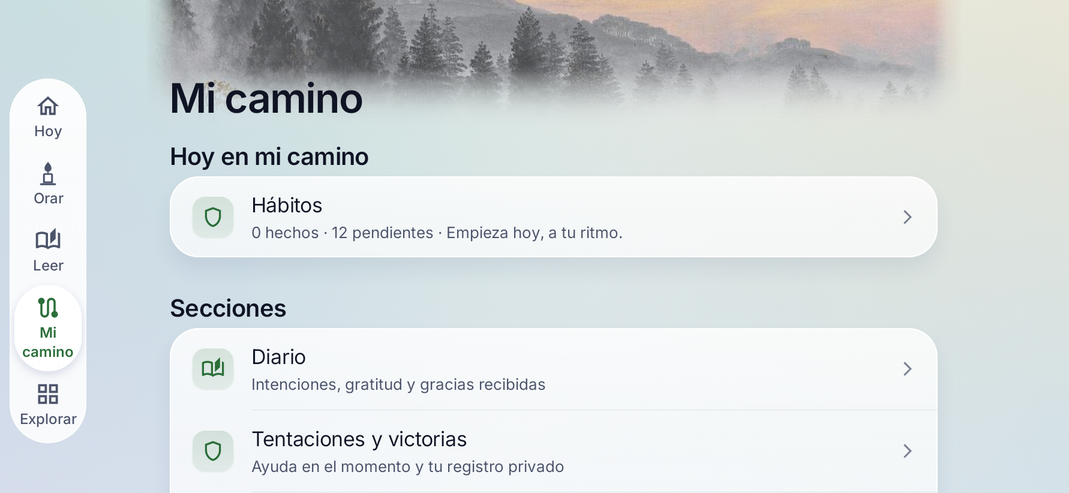 Mi camino
Hoy
Orar
Leer
Mi
camino
Explorar
Hoy en mi camino
Hábitos
0 hechos · 12 pendientes · Empieza hoy, a tu ritmo.
Secciones
Diario
Intenciones, gratitud y gracias recibidas
Tentaciones y victorias
Ayuda en el momento y tu registro privado